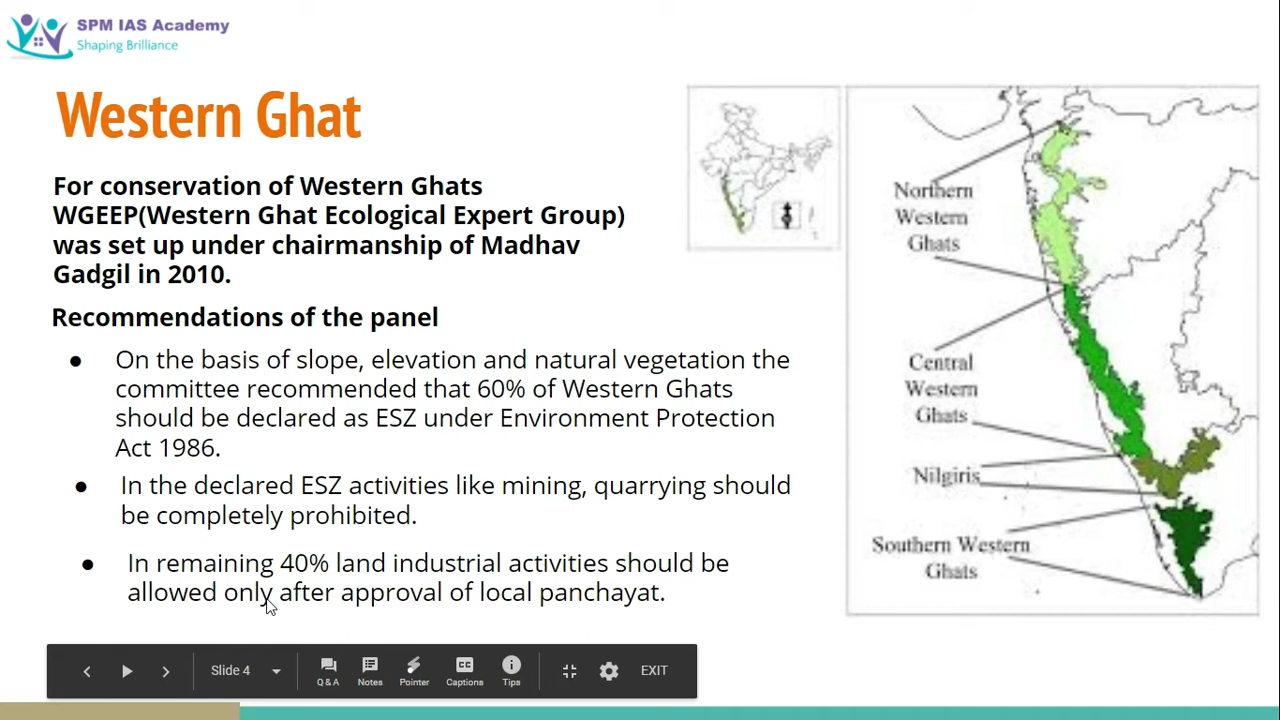 SPM IAS Academy
Shaping Brilliance
Western Ghat
For conservation of Western Ghats
WGEEP(Western Ghat Ecological Expert Group)
was set up under chairmanship of Madhav
Gadgil in 2010.
Recommendations of the panel
● On the basis of slope, elevation and natural vegetation the
committee recommended that 60% of Western Ghats
should be declared as ESZ under Environment Protection
Act 1986.
● In the declared ESZ activities like mining, quarrying should
be completely prohibited.
● In remaining 40% land industrial activities should be
allowed only after approval of local panchayat.
Northern
Western
Ghats
Central
Western
Ghats
Nilgiris
Southern Western
Ghats
Slide 4
Q & A
Notes
Pointer
CC
Captions
Tips
EXIT